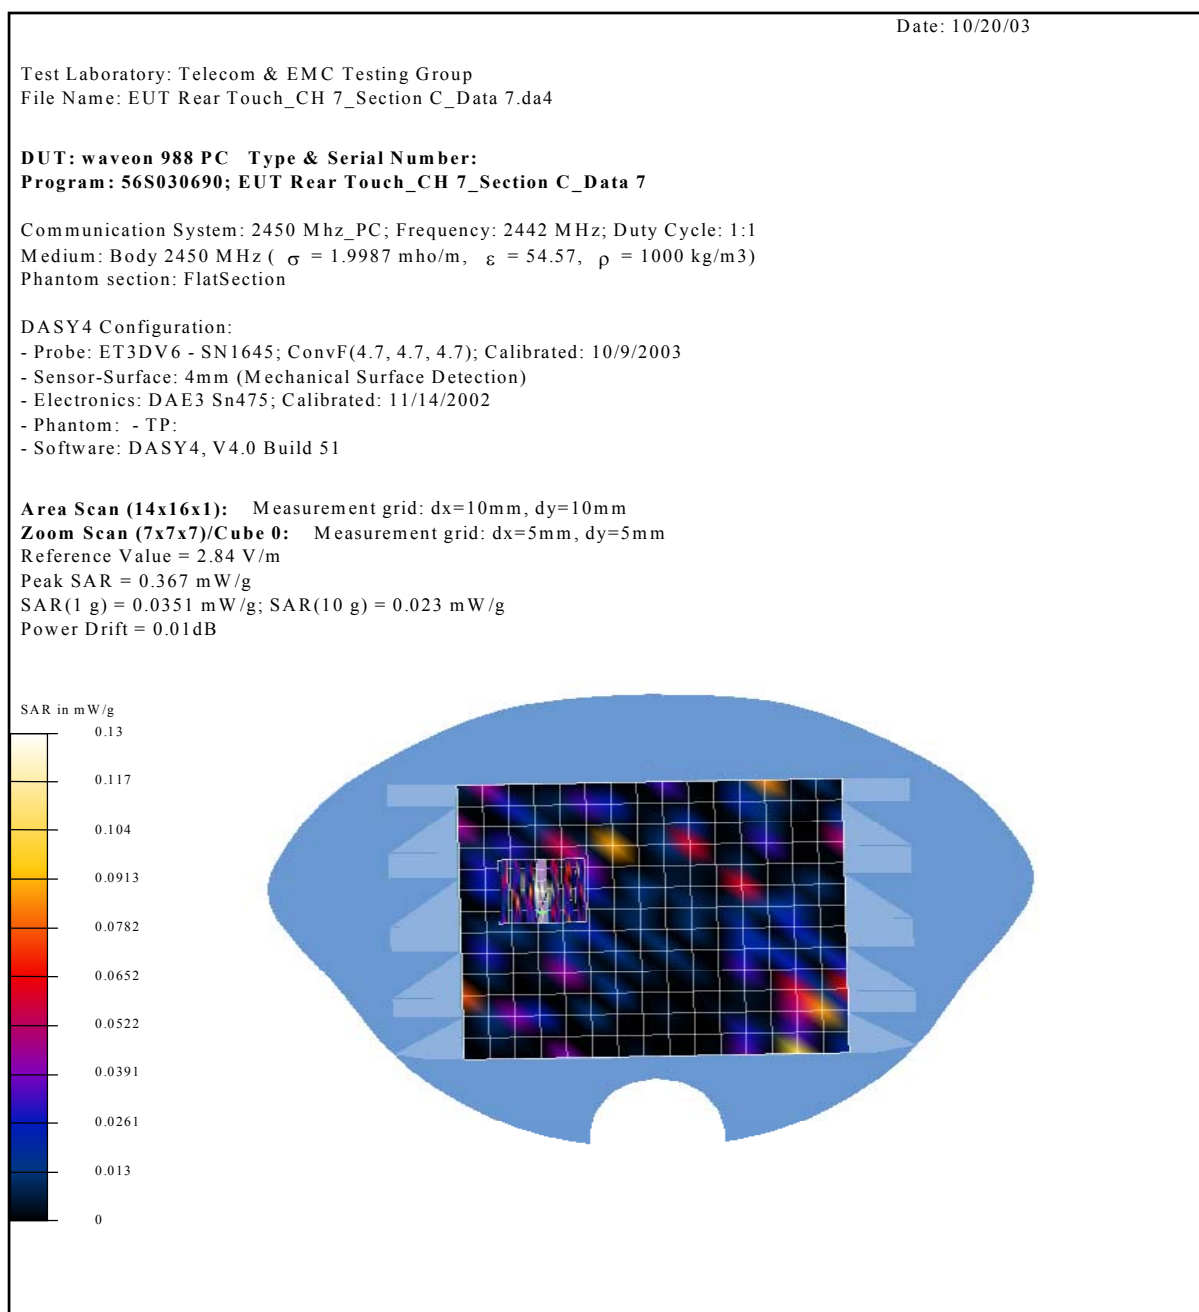 Date: 10/20/03
Test Laboratory: Telecom & EMC Testing Group
File Name: EUT Rear Touch_CH 7_Section C_Data 7.da4
DUT: waveon 988 PC   Type & Serial Number:
Program: 56S030690; EUT Rear Touch_CH 7_Section C_Data 7
Communication System: 2450 Mhz_PC; Frequency: 2442 MHz; Duty Cycle: 1:1
Medium: Body 2450 MHz ( σ = 1.9987 mho/m, ε = 54.57, ρ = 1000 kg/m3)
Phantom section: FlatSection
DASY4 Configuration:
- Probe: ET3DV6 - SN1645; ConvF(4.7, 4.7, 4.7); Calibrated: 10/9/2003
- Sensor-Surface: 4mm (Mechanical Surface Detection)
- Electronics: DAE3 Sn475; Calibrated: 11/14/2002
- Phantom:  - TP:
- Software: DASY4, V4.0 Build 51
Area Scan (14x16x1):   Measurement grid: dx=10mm, dy=10mm
Zoom Scan (7x7x7)/Cube 0:   Measurement grid: dx=5mm, dy=5mm
Reference Value = 2.84 V/m
Peak SAR = 0.367 mW/g
SAR(1 g) = 0.0351 mW/g; SAR(10 g) = 0.023 mW/g
Power Drift = 0.01dB
SAR in mW/g
0.13
0.117
0.104
0.0913
0.0782
0.0652
0.0522
0.0391
0.0261
0.013
0